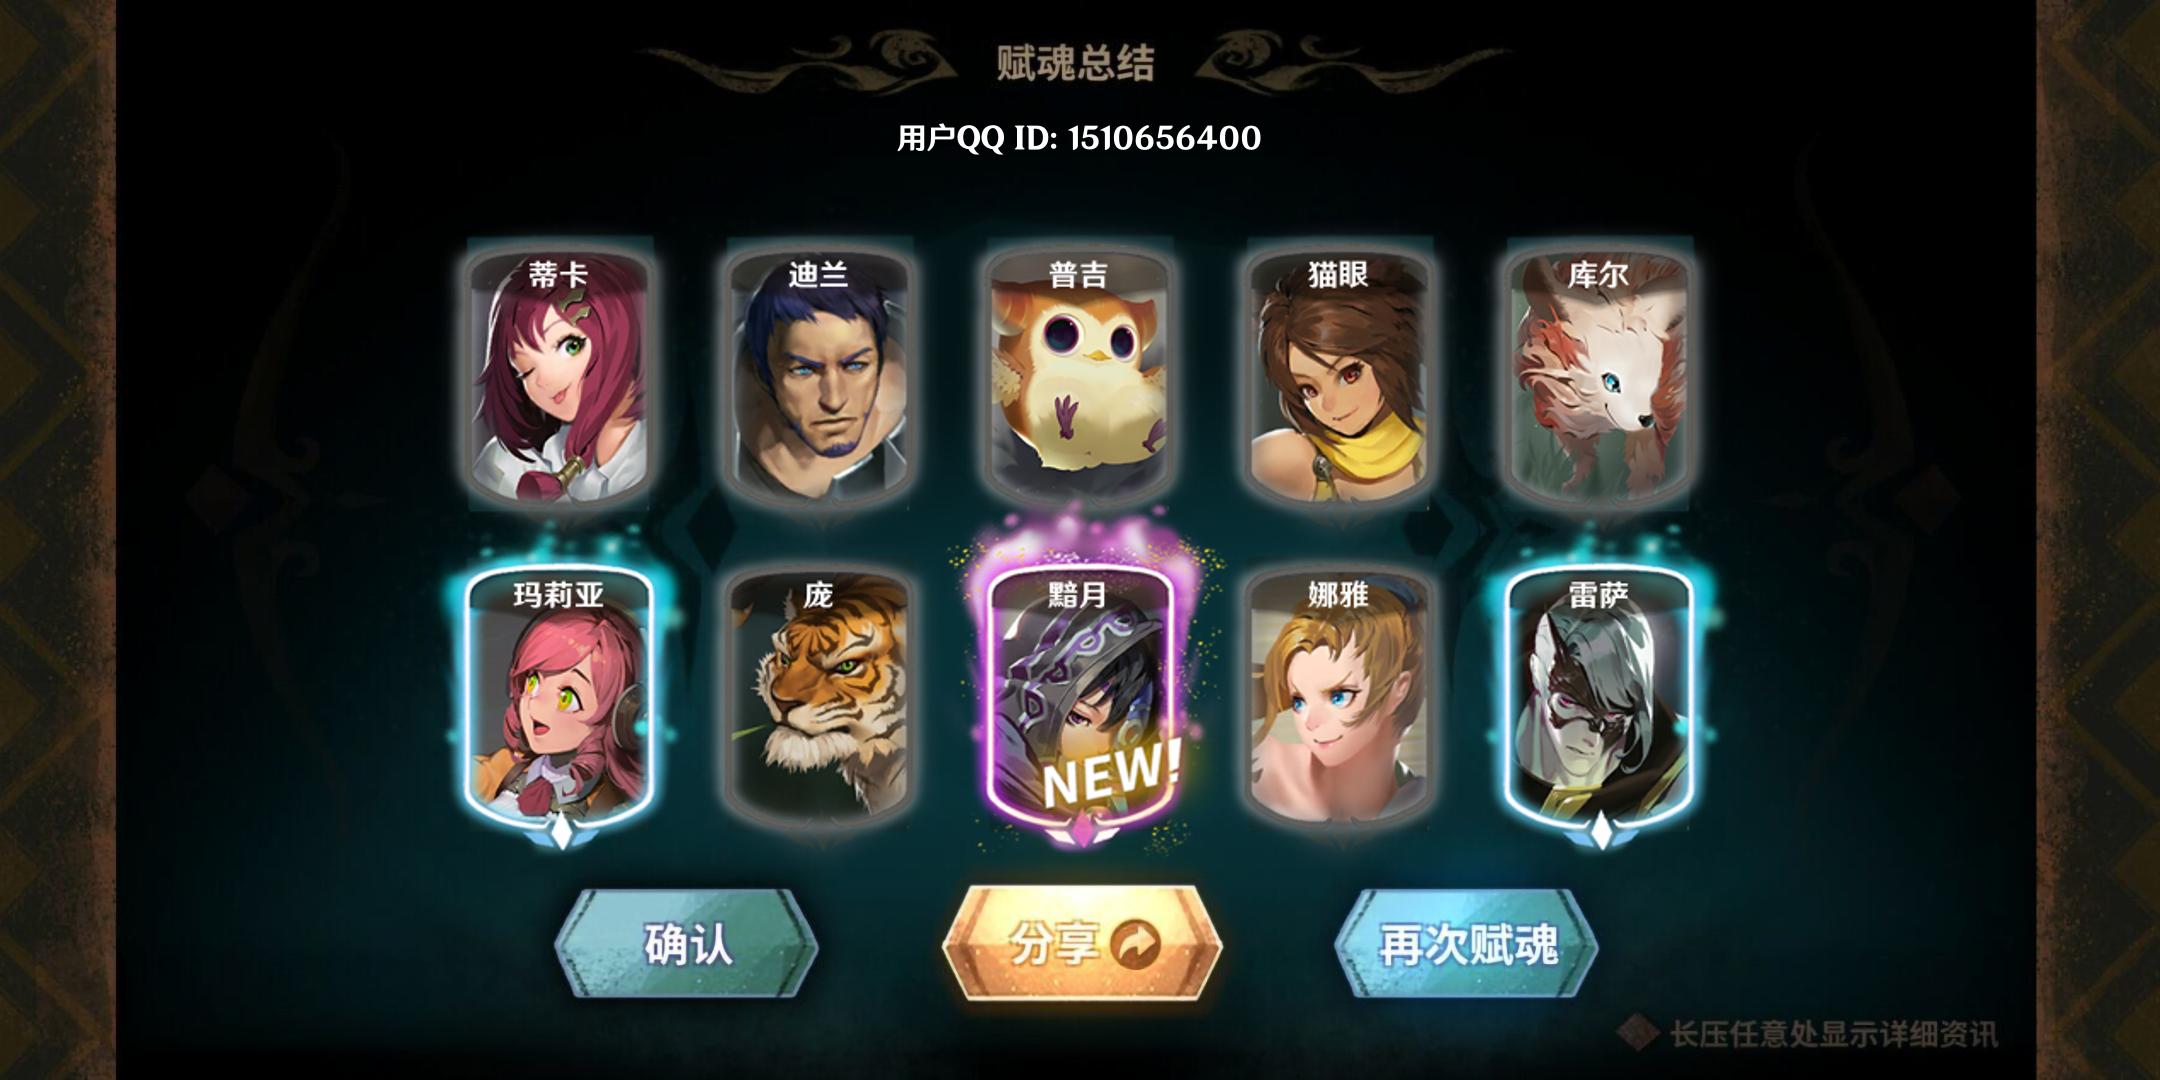 赋魂总结
用户QQ ID: 1510656400
蒂卡
迪兰
普吉
猫眼
库尔
玛莉亚
庞
黯月
娜雅
雷萨
NEW!
确认
分享
再次赋魂
长压任意处显示详细资讯